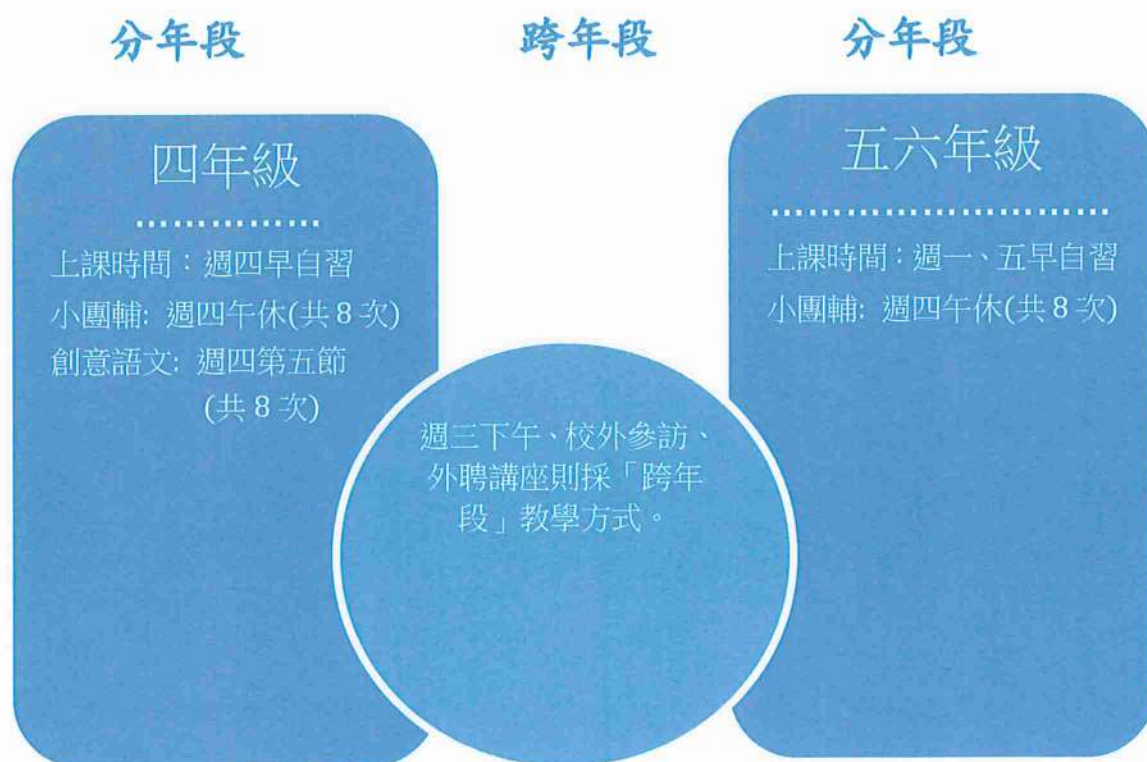 分年段
跨年段
分年段
四年級
上課時間：週四早自習
小團輔: 週四午休(共 8 次)
創意語文: 週四第五節
(共 8 次)
週三下午、校外參訪、
外聘講座則採「跨年
段」教學方式。
五六年級
上課時間：週一、五早自習
小團輔: 週四午休(共 8 次)